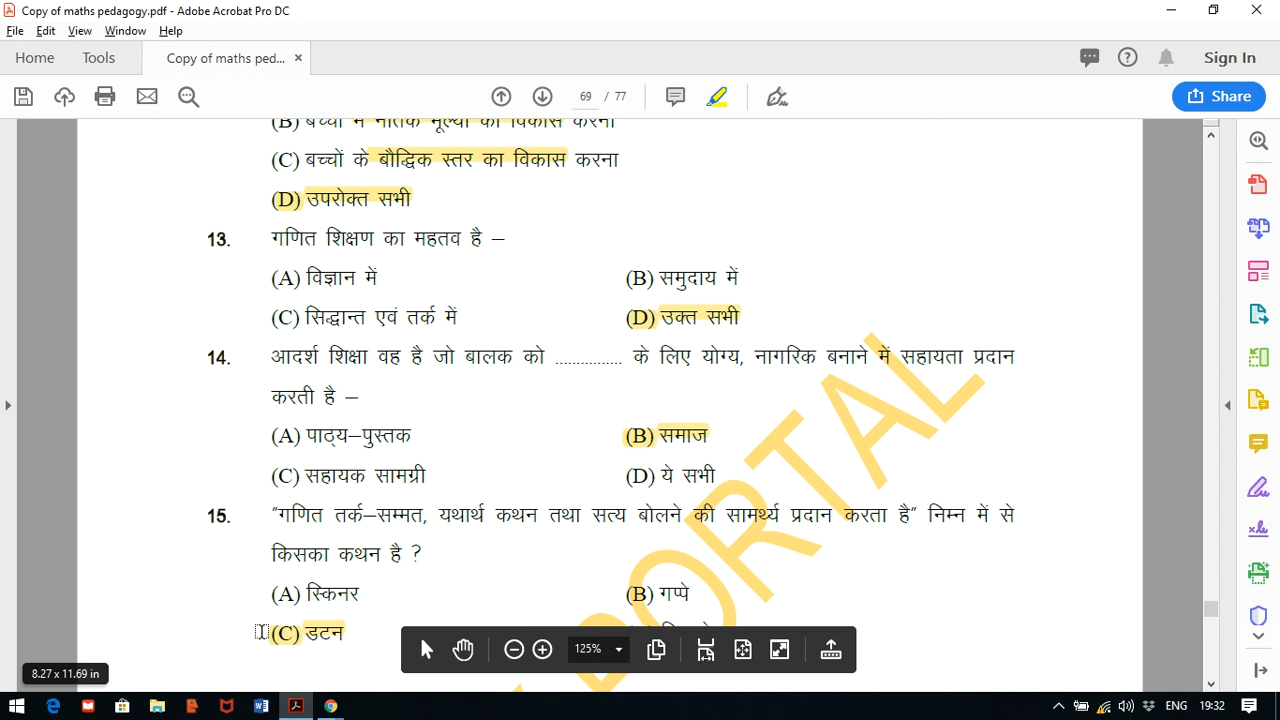 Copy of maths pedagogy.pdf - Adobe Acrobat Pro DC
File Edit View Window Help
Home Tools Copy of maths ped... × Sign In
69 / 77 Share
(B) बच्चों में नैतिक मूल्यों का विकास करना
(C) बच्चों के बौद्धिक स्तर का विकास करना
(D) उपरोक्त सभी
13. गणित शिक्षण का महतव है –
(A) विज्ञान में (B) समुदाय में
(C) सिद्धान्त एवं तर्क में (D) उक्त सभी
14. आदर्श शिक्षा वह है जो बालक को ............... के लिए योग्य, नागरिक बनाने में सहायता प्रदान
करती है –
(A) पाठ्य–पुस्तक (B) समाज
(C) सहायक सामग्री (D) ये सभी
15. "गणित तर्क–सम्मत, यथार्थ कथन तथा सत्य बोलने की सामर्थ्य प्रदान करता है" निम्न में से
किसका कथन है ?
(A) स्किनर (B) गप्पे
(C) डटन
125%
8.27 x 11.69 in
PORTAL
ENG 19:32